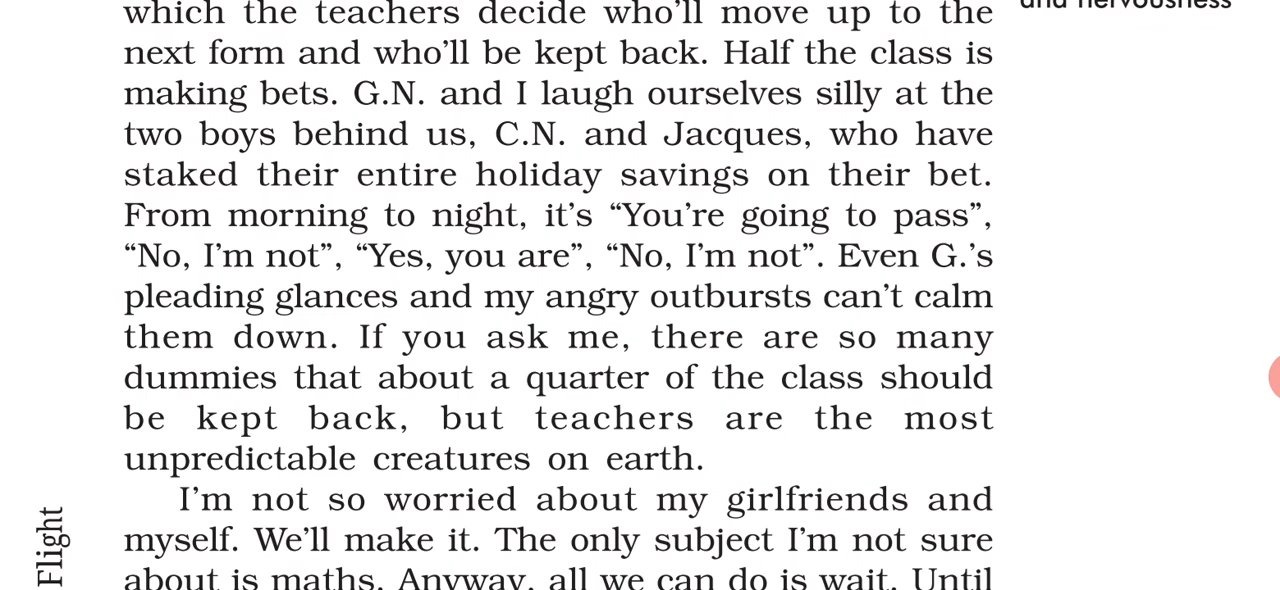 which the teachers decide who’ll move up to the
and nervousness
next form and who’ll be kept back. Half the class is
making bets. G.N. and I laugh ourselves silly at the
two boys behind us, C.N. and Jacques, who have
staked their entire holiday savings on their bet.
From morning to night, it’s “You’re going to pass”,
“No, I’m not”, “Yes, you are”, “No, I’m not”. Even G.’s
pleading glances and my angry outbursts can’t calm
them down. If you ask me, there are so many
dummies that about a quarter of the class should
be kept back, but teachers are the most
unpredictable creatures on earth.
I’m not so worried about my girlfriends and
myself. We’ll make it. The only subject I’m not sure
about is maths. Anyway, all we can do is wait. Until
Flight